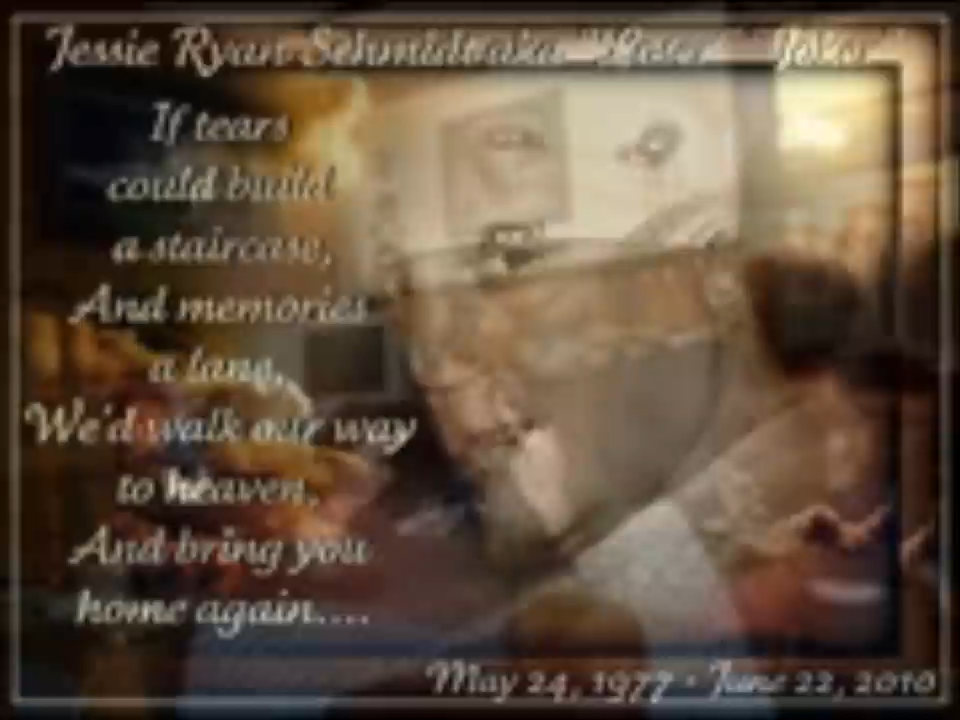 Jessie Ryan
If tears
could build
a staircase,
And memories
a lane,
We'd walk our way
to heaven,
And bring you
home again....
May 24, 1977 - June 22, 2010